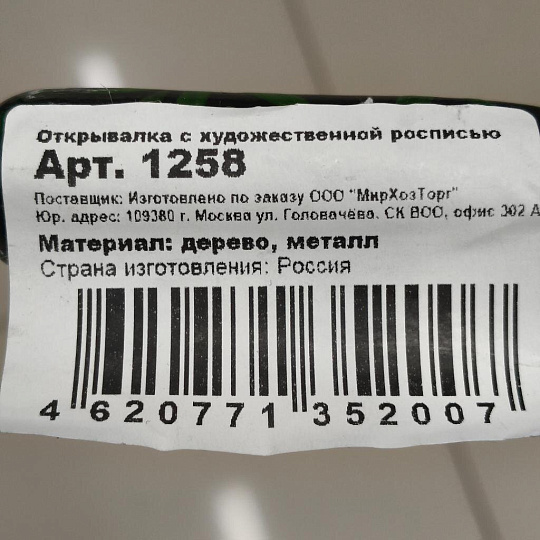 Открывалка с художественной росписью
Арт. 1258
Поставщик: Изготовлено по заказу ООО "МирХозТорг"
Юр. адрес: 109380 г. Москва ул. Головачёва, СК ВОО, офис 302 А
Материал: дерево, металл
Страна изготовления: Россия
4 620771 352007